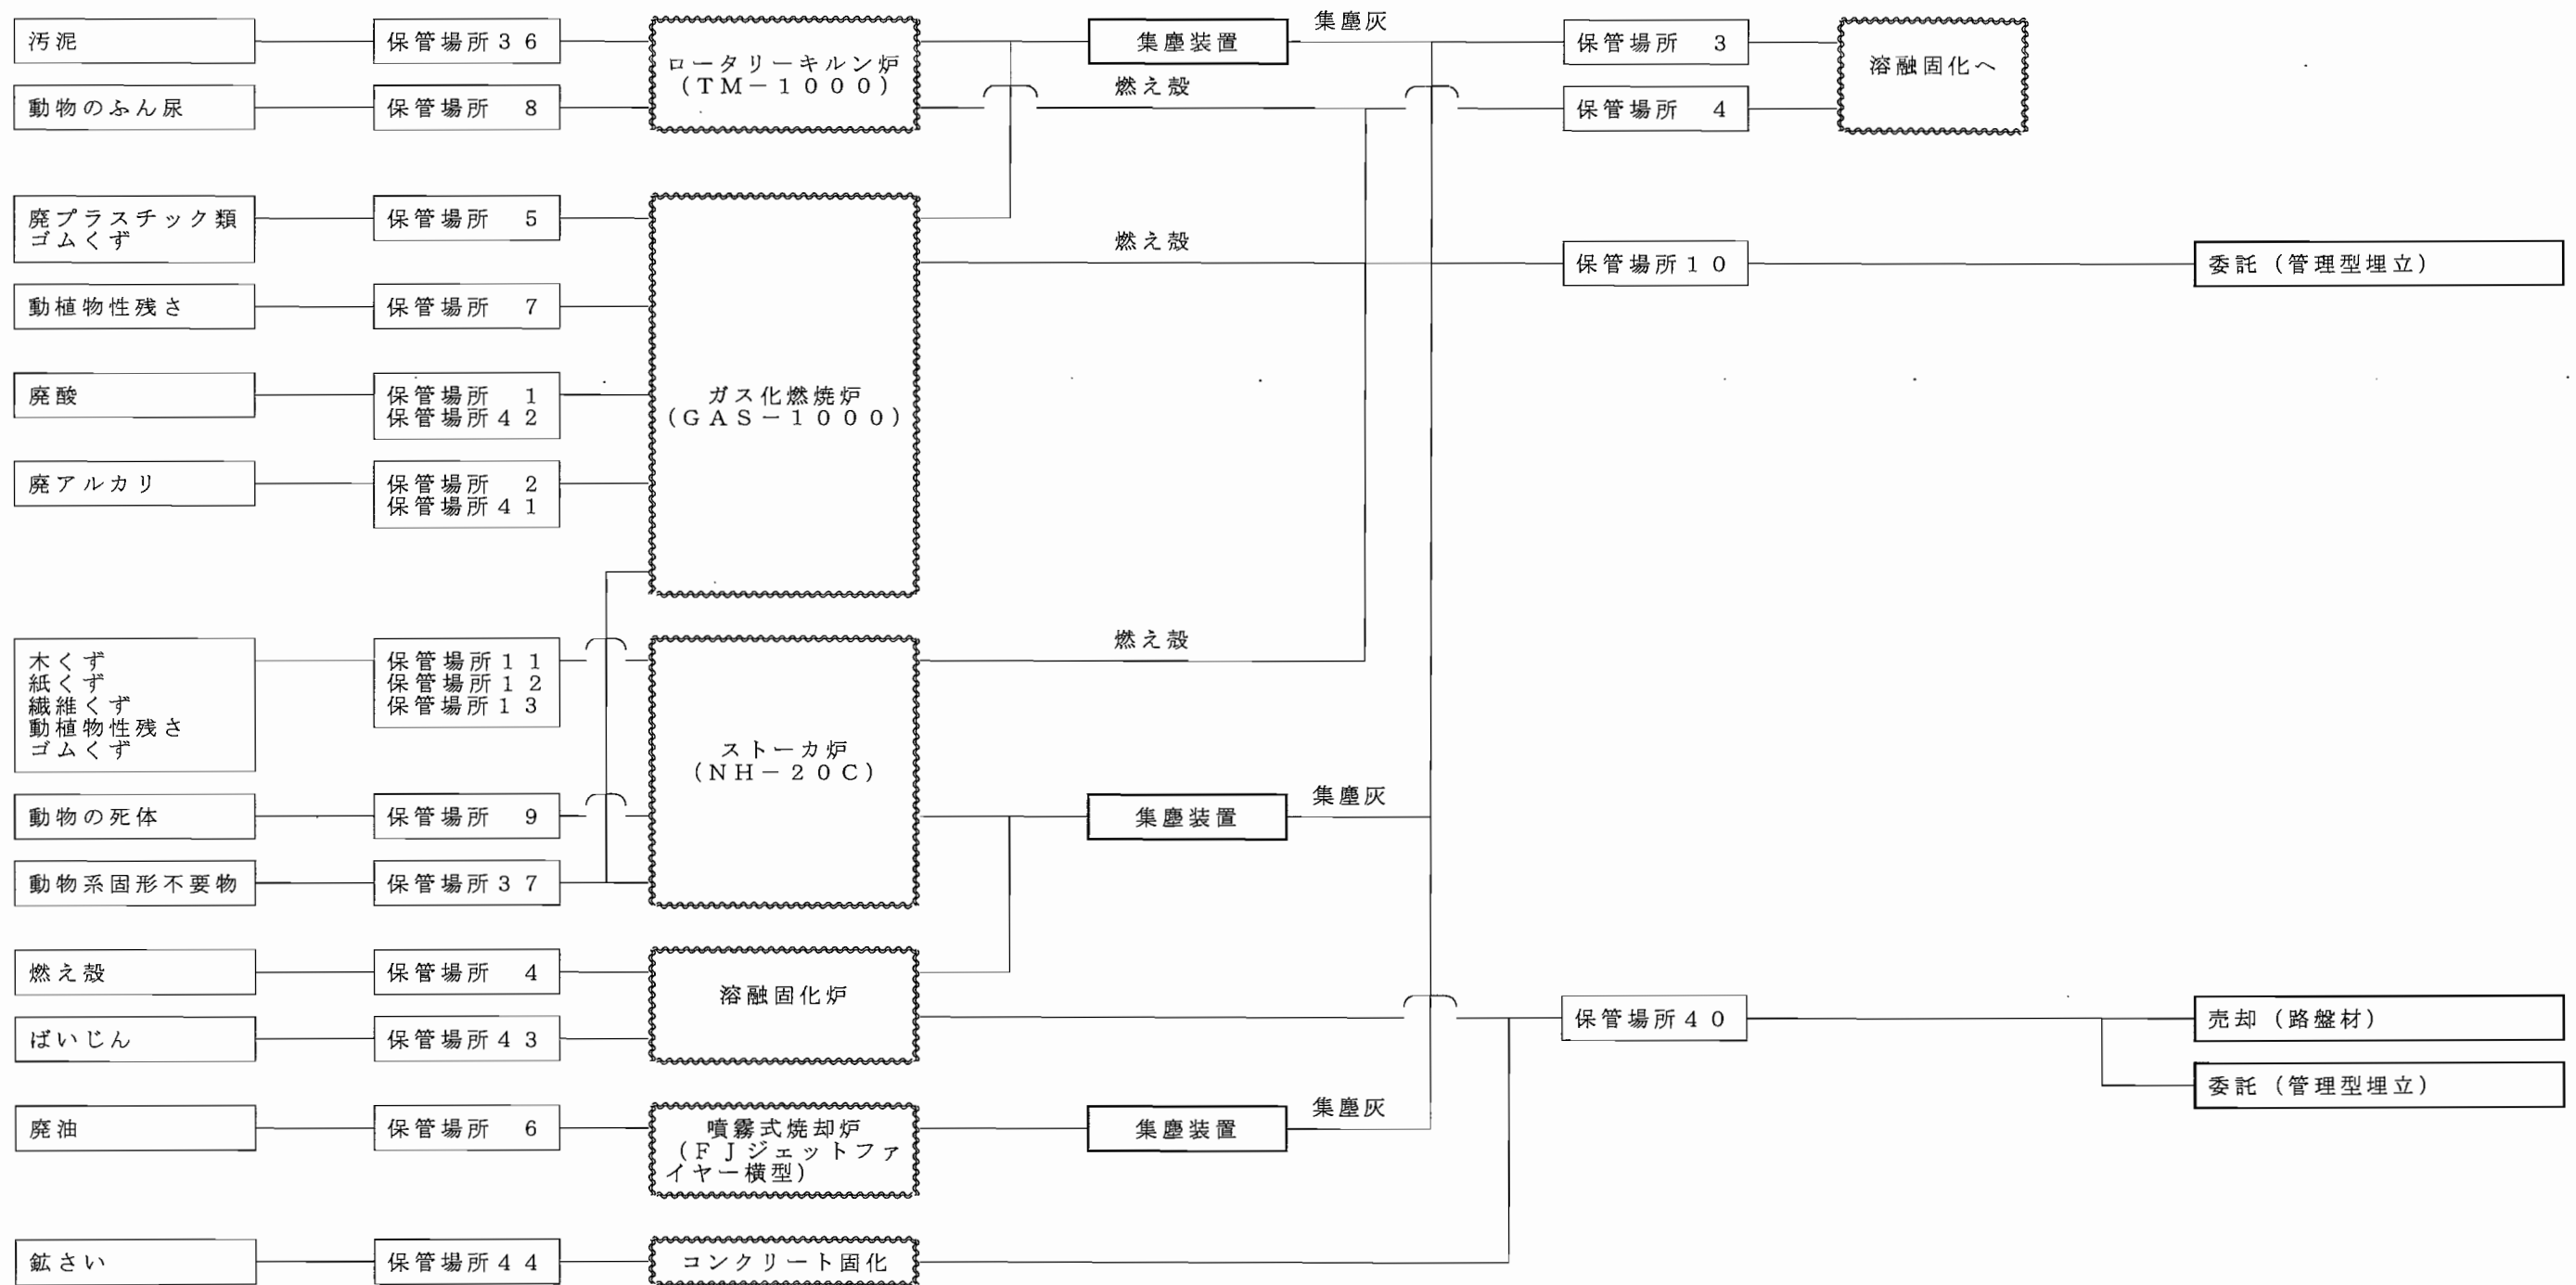 汚泥
保管場所36
ロータリーキルン炉
(TM－1000)
集塵装置
集塵灰
保管場所　3
溶融固化へ
動物のふん尿
保管場所　8
燃え殻
保管場所　4
廃プラスチック類
ゴムくず
保管場所　5
燃え殻
保管場所10
委託（管理型埋立）
動植物性残さ
保管場所　7
廃酸
保管場所　1
保管場所42
ガス化燃焼炉
(GAS－1000)
廃アルカリ
保管場所　2
保管場所41
木くず
紙くず
繊維くず
動植物性残さ
ゴムくず
保管場所11
保管場所12
保管場所13
ストーカ炉
(NH－20C)
燃え殻
動物の死体
保管場所　9
集塵装置
集塵灰
動物系固形不要物
保管場所37
燃え殻
保管場所　4
溶融固化炉
ばいじん
保管場所43
保管場所40
売却（路盤材）
委託（管理型埋立）
廃油
保管場所　6
噴霧式焼却炉
（FJジェットファ
イヤー横型）
集塵装置
集塵灰
鉱さい
保管場所44
コンクリート固化